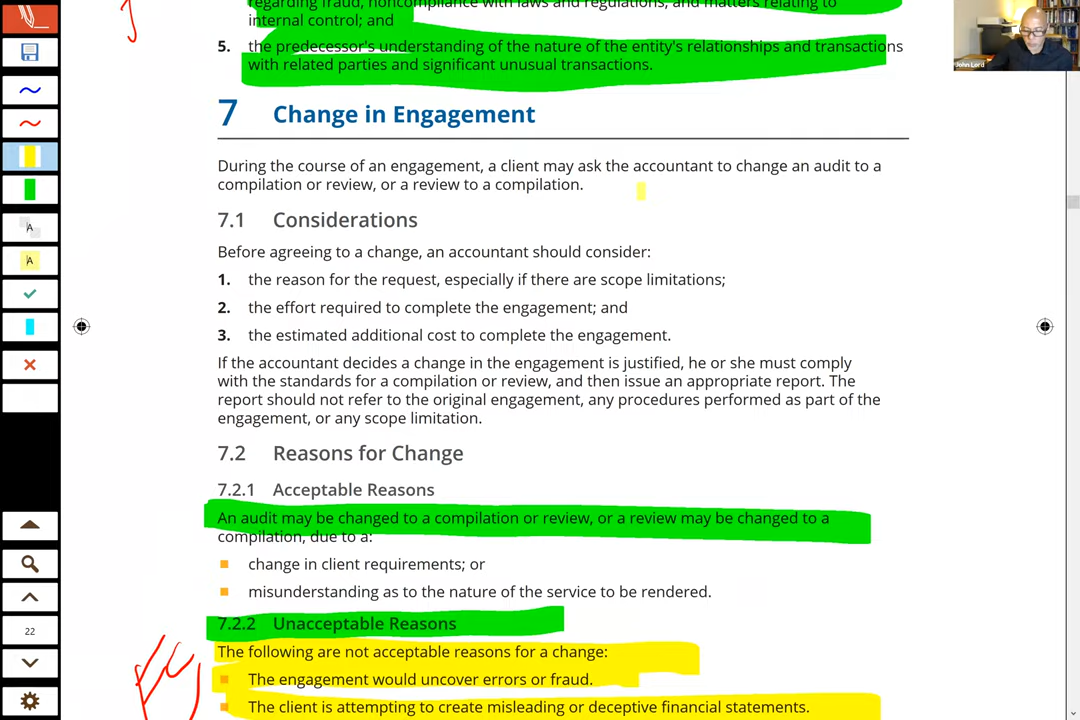 regarding fraud, noncompliance with laws and regulations, and matters relating to
internal control; and
5. the predecessor's understanding of the nature of the entity's relationships and transactions
with related parties and significant unusual transactions.
John Lord
7 Change in Engagement
During the course of an engagement, a client may ask the accountant to change an audit to a
compilation or review, or a review to a compilation.
7.1 Considerations
Before agreeing to a change, an accountant should consider:
1. the reason for the request, especially if there are scope limitations;
2. the effort required to complete the engagement; and
3. the estimated additional cost to complete the engagement.
If the accountant decides a change in the engagement is justified, he or she must comply
with the standards for a compilation or review, and then issue an appropriate report. The
report should not refer to the original engagement, any procedures performed as part of the
engagement, or any scope limitation.
7.2 Reasons for Change
7.2.1 Acceptable Reasons
An audit may be changed to a compilation or review, or a review may be changed to a
compilation, due to a:
change in client requirements; or
misunderstanding as to the nature of the service to be rendered.
7.2.2 Unacceptable Reasons
The following are not acceptable reasons for a change:
The engagement would uncover errors or fraud.
The client is attempting to create misleading or deceptive financial statements.
A
A
22